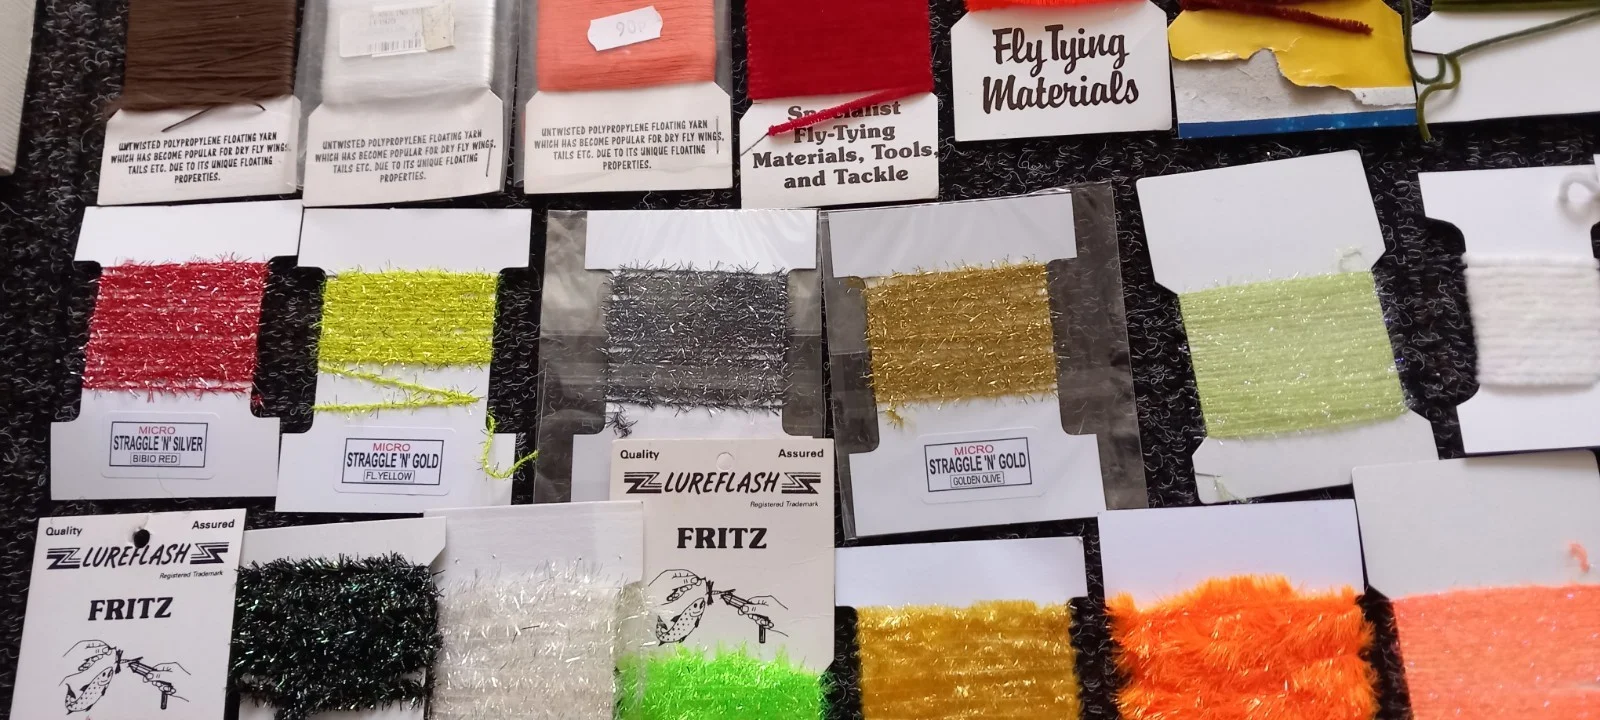 90p
UNTWISTED POLYPROPYLENE FLOATING YARN
WHICH HAS BECOME POPULAR FOR DRY FLY WINGS,
TAILS ETC. DUE TO ITS UNIQUE FLOATING
PROPERTIES.
UNTWISTED POLYPROPYLENE FLOATING YARN
WHICH HAS BECOME POPULAR FOR DRY FLY WINGS,
TAILS ETC. DUE TO ITS UNIQUE FLOATING
PROPERTIES.
UNTWISTED POLYPROPYLENE FLOATING YARN
WHICH HAS BECOME POPULAR FOR DRY FLY WINGS,
TAILS ETC. DUE TO ITS UNIQUE FLOATING
PROPERTIES.
Specialist
Fly-Tying
Materials, Tools,
and Tackle
Fly Tying
Materials
MICRO
STRAGGLE 'N' SILVER
BIBIO RED
MICRO
STRAGGLE 'N' GOLD
FL.YELLOW
MICRO
STRAGGLE 'N' GOLD
GOLDEN OLIVE
Quality Assured
LUREFLASH
Registered Trademark
FRITZ
Quality Assured
LUREFLASH
Registered Trademark
FRITZ